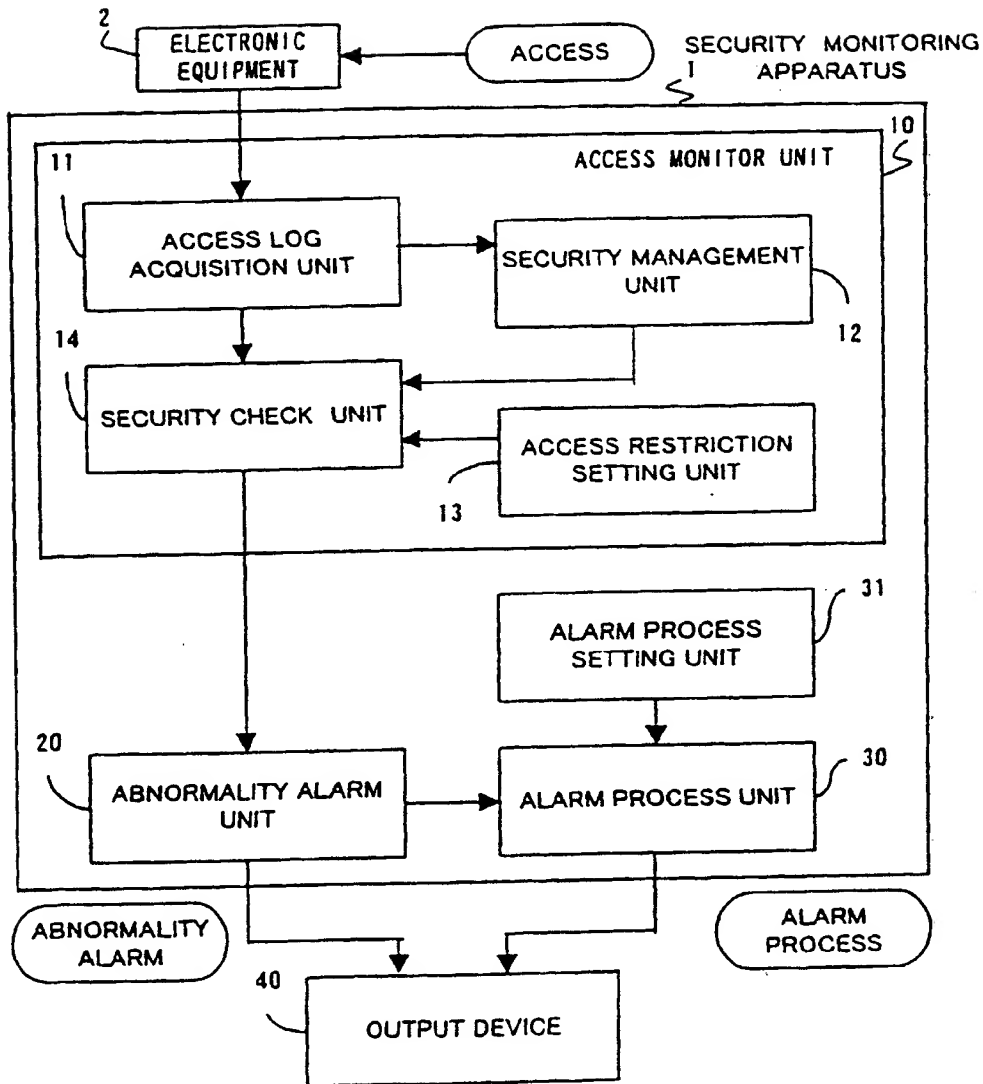 2
ELECTRONIC
EQUIPMENT
ACCESS
SECURITY MONITORING
APPARATUS
1
10
ACCESS MONITOR UNIT
11
ACCESS LOG
ACQUISITION UNIT
SECURITY MANAGEMENT
UNIT
12
14
SECURITY CHECK UNIT
ACCESS RESTRICTION
SETTING UNIT
13
31
ALARM PROCESS
SETTING UNIT
20
ABNORMALITY ALARM
UNIT
30
ALARM PROCESS UNIT
ABNORMALITY
ALARM
ALARM
PROCESS
40
OUTPUT DEVICE